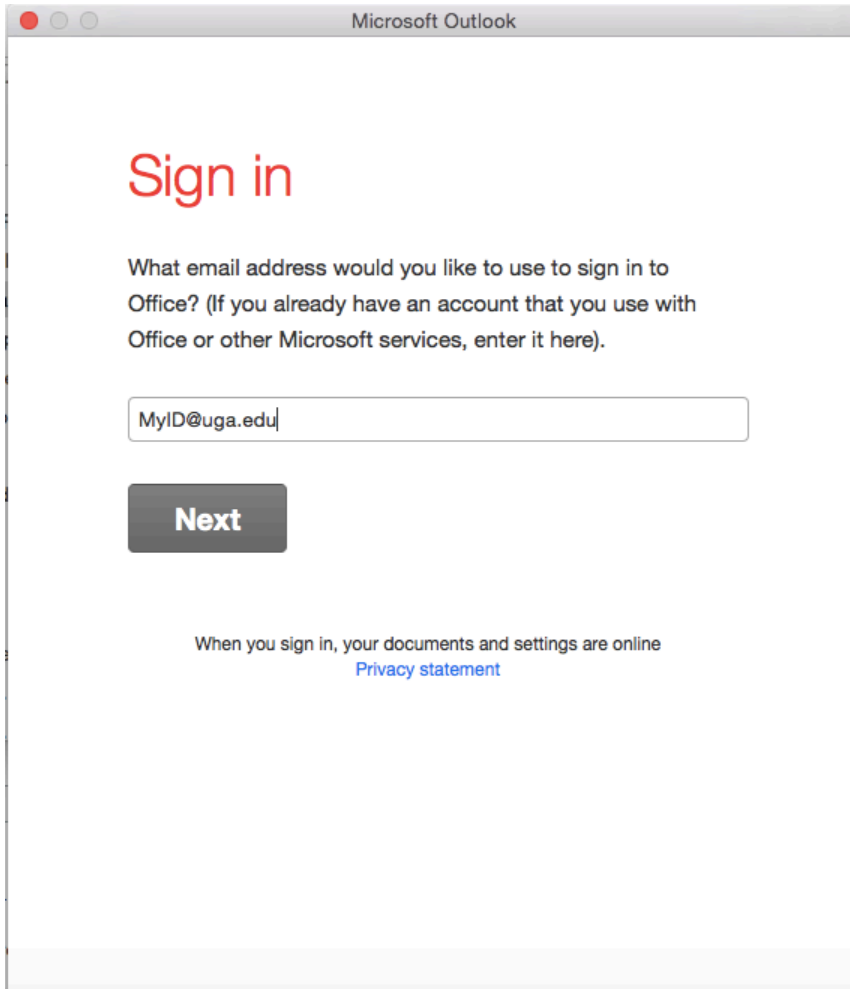 Microsoft Outlook
Sign in
What email address would you like to use to sign in to
Office? (If you already have an account that you use with
Office or other Microsoft services, enter it here).
MyID@uga.edu
Next
When you sign in, your documents and settings are online
Privacy statement